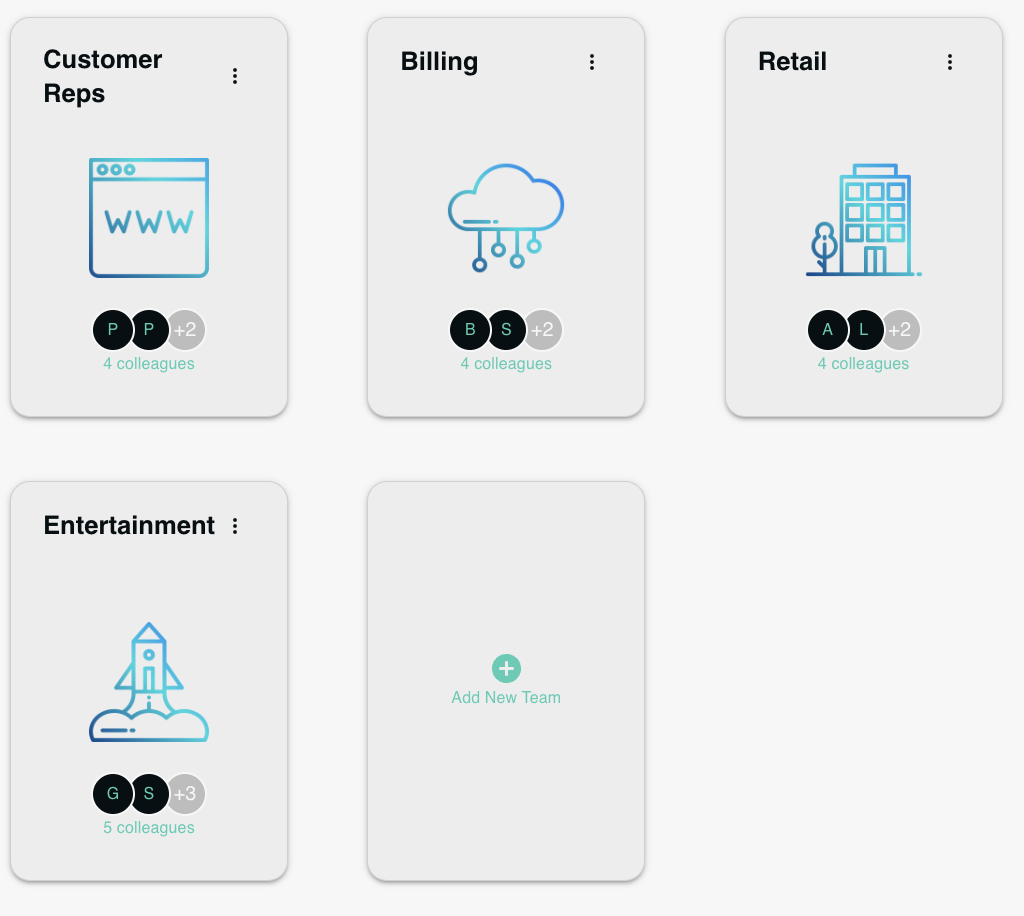 Customer
Reps
Billing
Retail
WWW
P P +2
4 colleagues
B S +2
4 colleagues
A L +2
4 colleagues
Entertainment
G S +3
5 colleagues
Add New Team